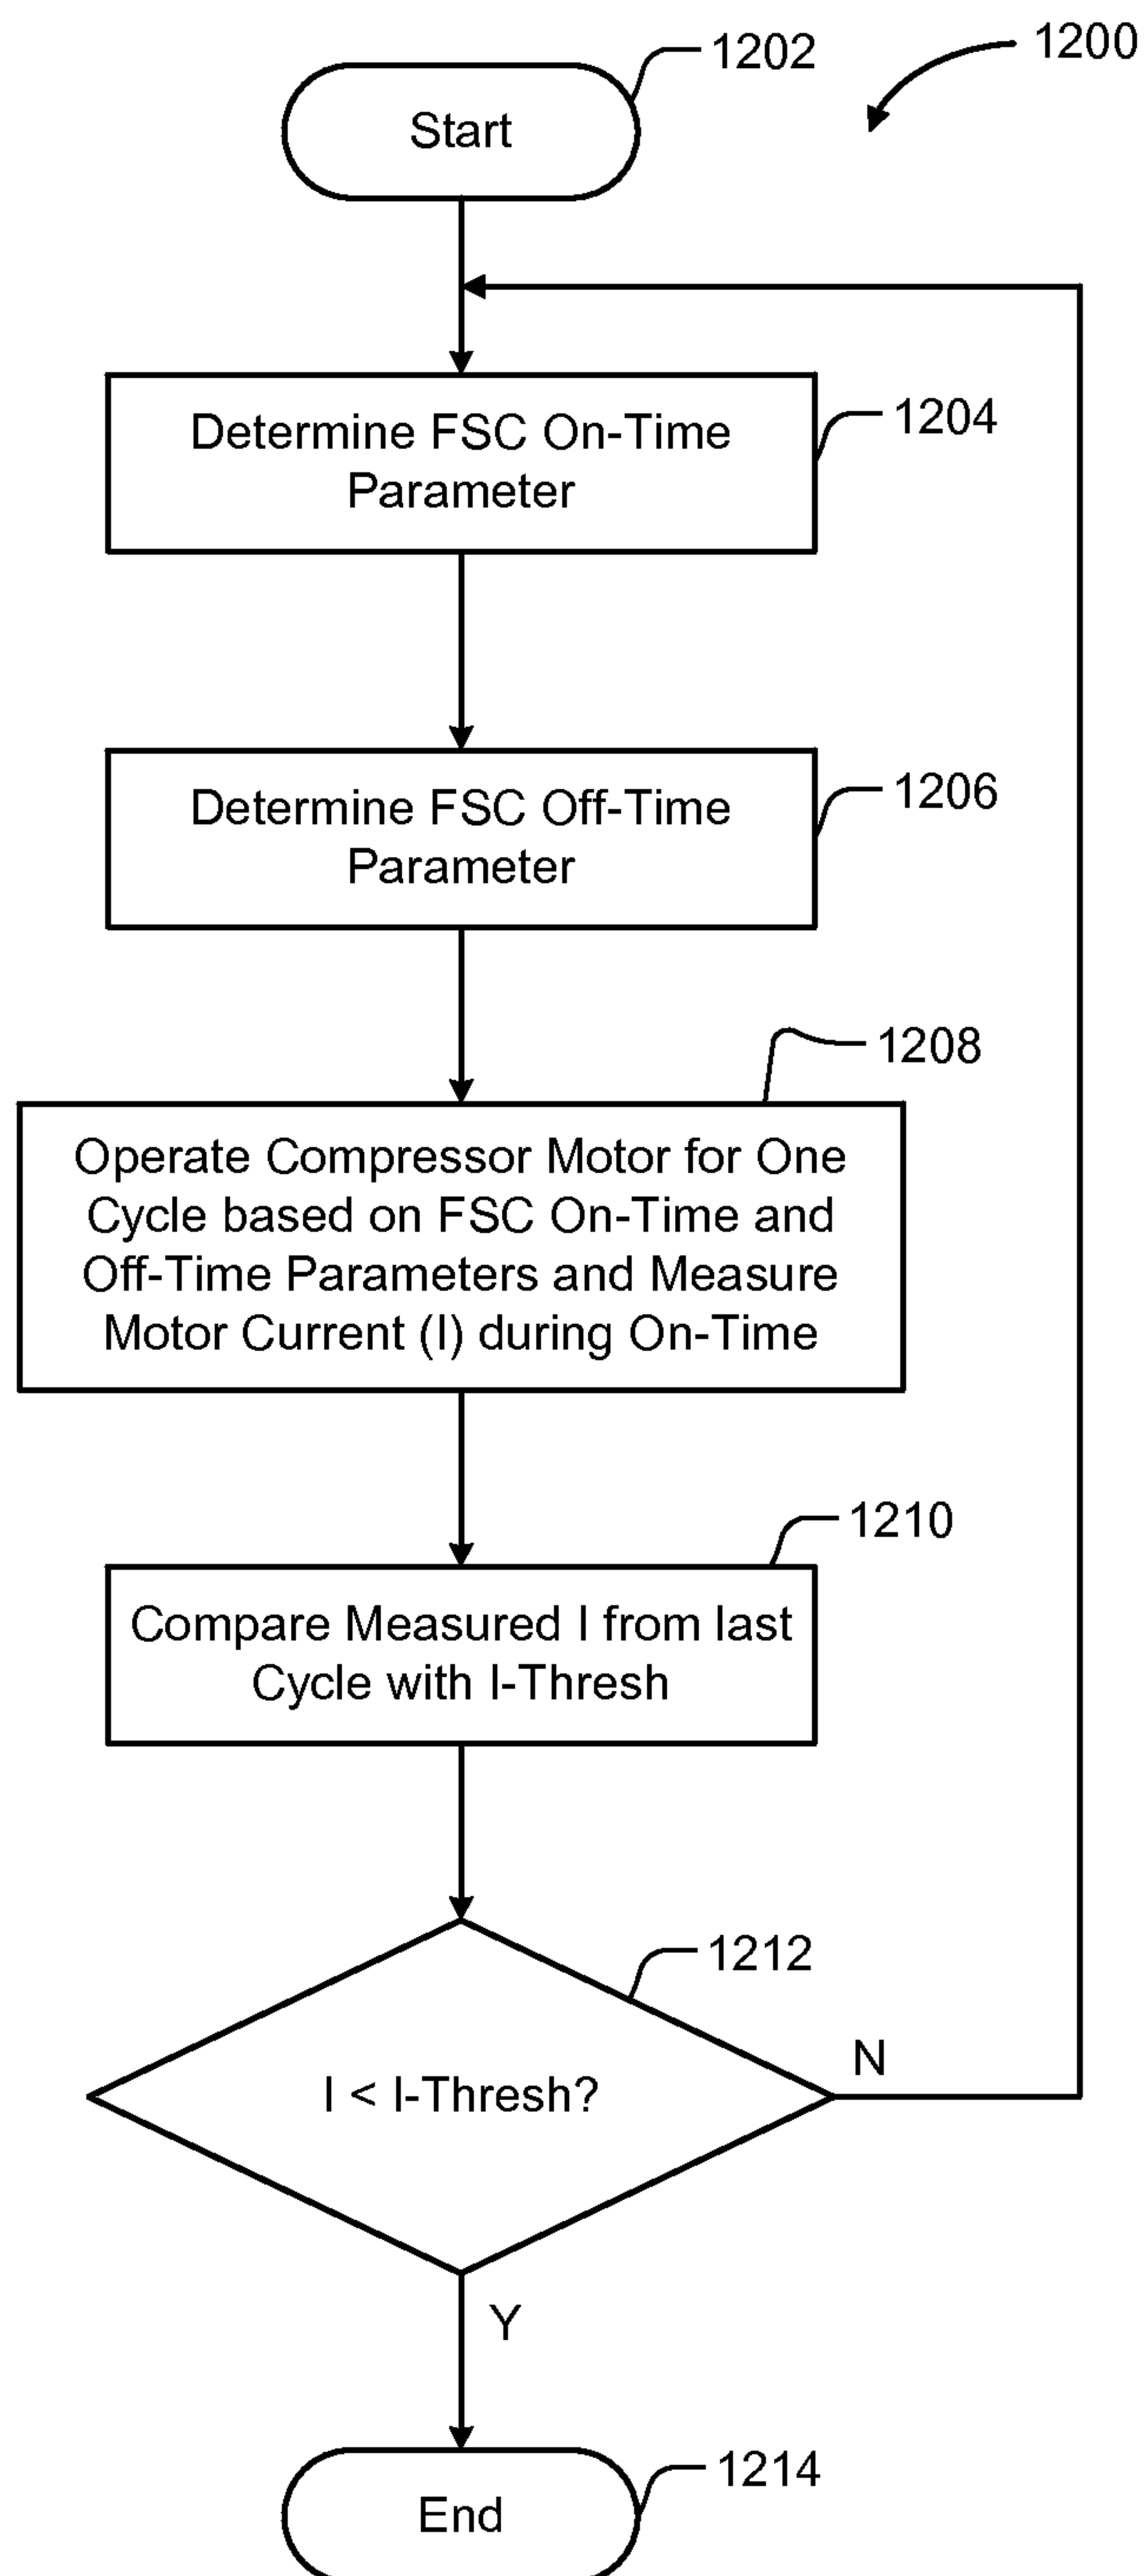 1200
1202
Start
1204
Determine FSC On-Time
Parameter
1206
Determine FSC Off-Time
Parameter
1208
Operate Compressor Motor for One
Cycle based on FSC On-Time and
Off-Time Parameters and Measure
Motor Current (I) during On-Time
1210
Compare Measured I from last
Cycle with I-Thresh
1212
I < I-Thresh?
N
Y
1214
End